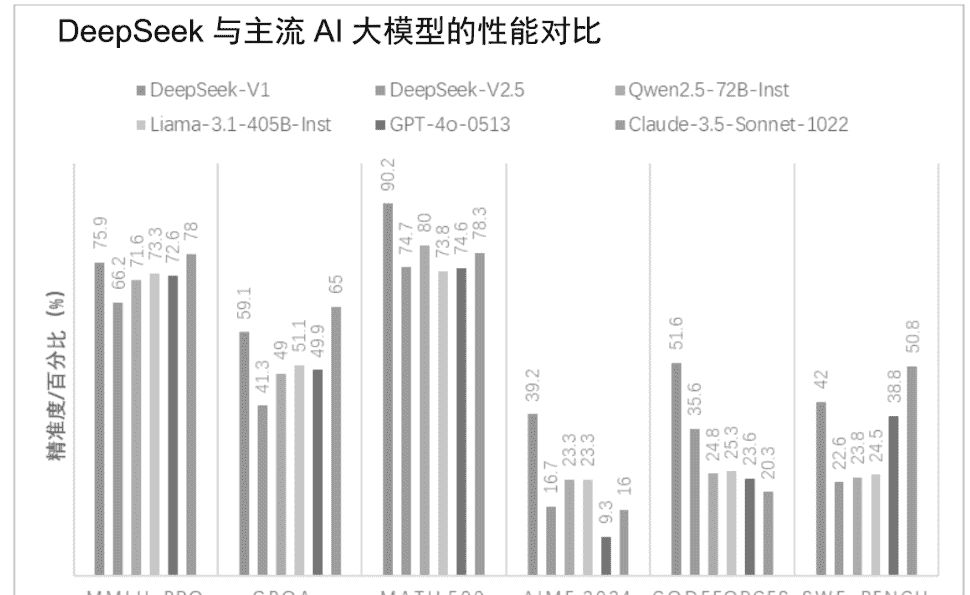 DeepSeek 与主流 AI 大模型的性能对比
DeepSeek-V1 DeepSeek-V2.5 Qwen2.5-72B-Inst
Liama-3.1-405B-Inst GPT-4o-0513 Claude-3.5-Sonnet-1022
精准度/百分比 (%)
75.9 66.2 71.6 73.3 72.6 78
59.1 41.3 49 51.1 49.9 65
90.2 74.7 80 73.8 74.6 78.3
39.2 16.7 23.3 23.3 9.3 16
51.6 35.6 24.8 25.3 23.6 20.3
42 22.6 23.8 24.5 38.8 50.8